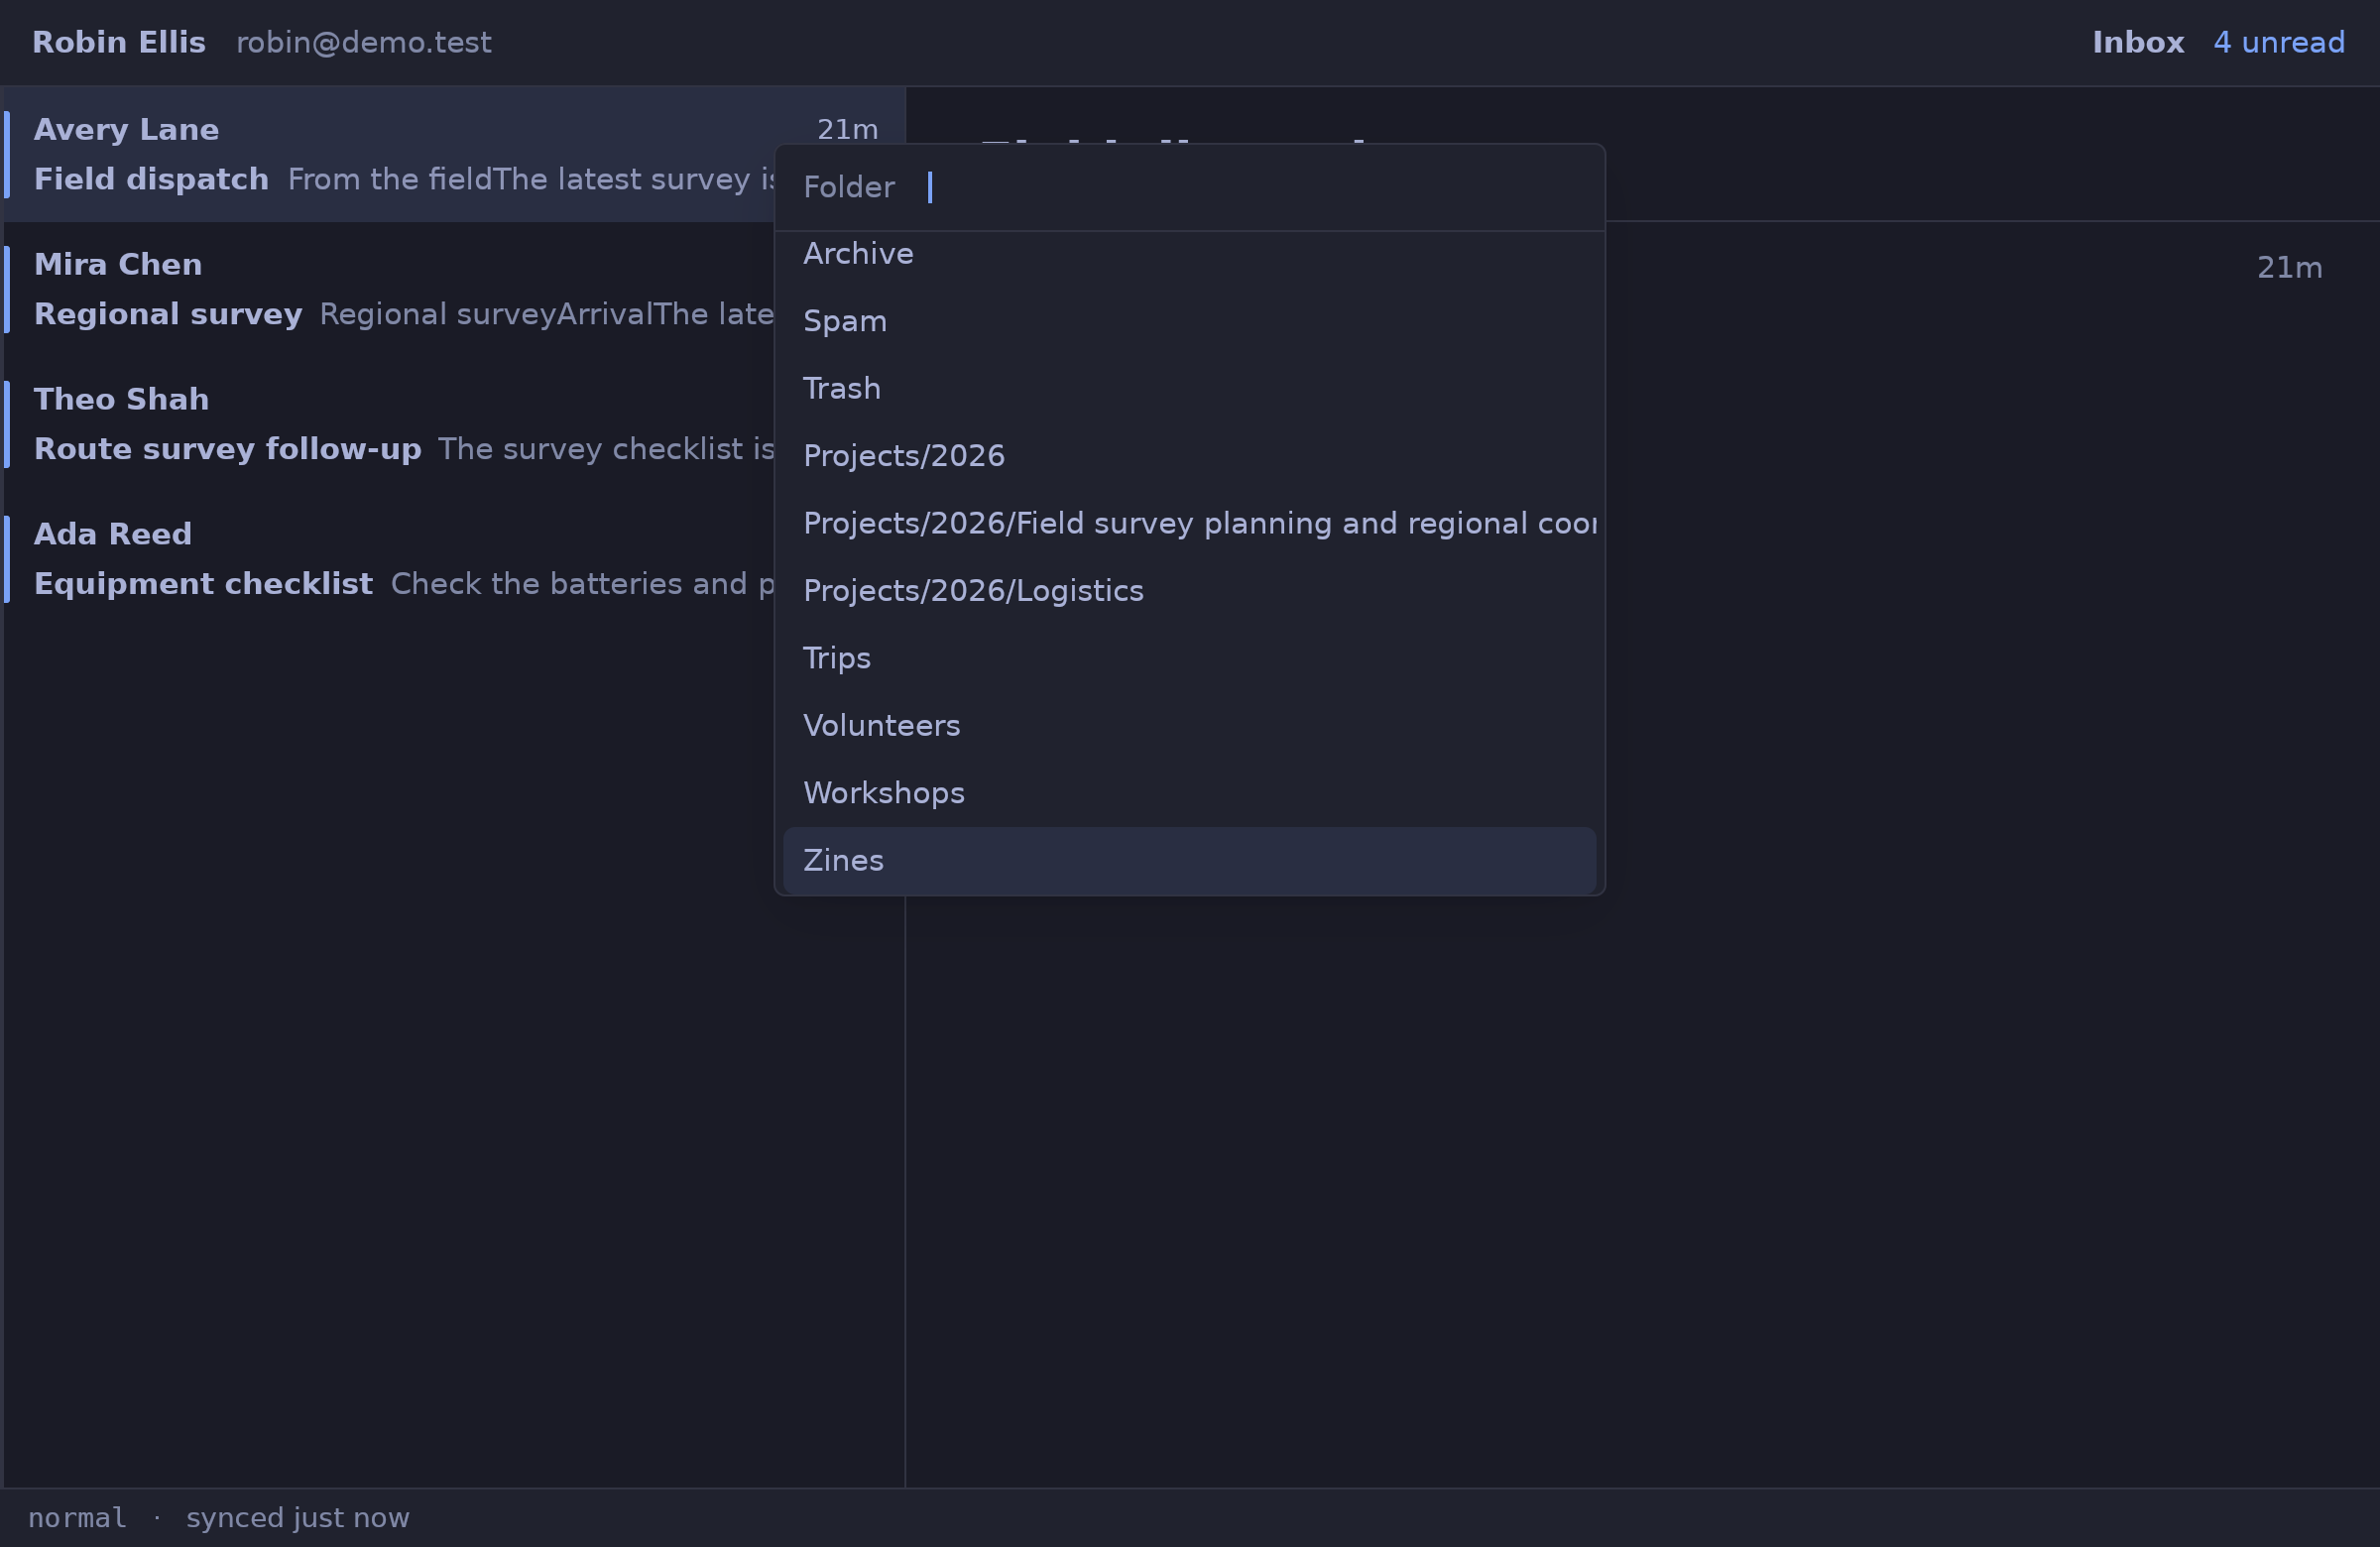 Robin Ellis robin@demo.test Inbox 4 unread
Avery Lane 21m
Field dispatch From the fieldThe latest survey is
Mira Chen
Regional survey Regional surveyArrivalThe late
Theo Shah
Route survey follow-up The survey checklist is
Ada Reed
Equipment checklist Check the batteries and p
Folder
Archive
Spam
Trash
Projects/2026
Projects/2026/Field survey planning and regional coor
Projects/2026/Logistics
Trips
Volunteers
Workshops
Zines
21m
normal · synced just now